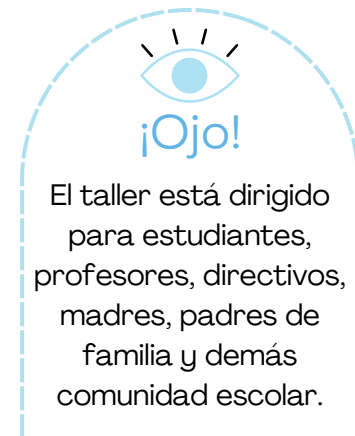 ¡Ojo!
El taller está dirigido
para estudiantes,
profesores, directivos,
madres, padres de
familia y demás
comunidad escolar.